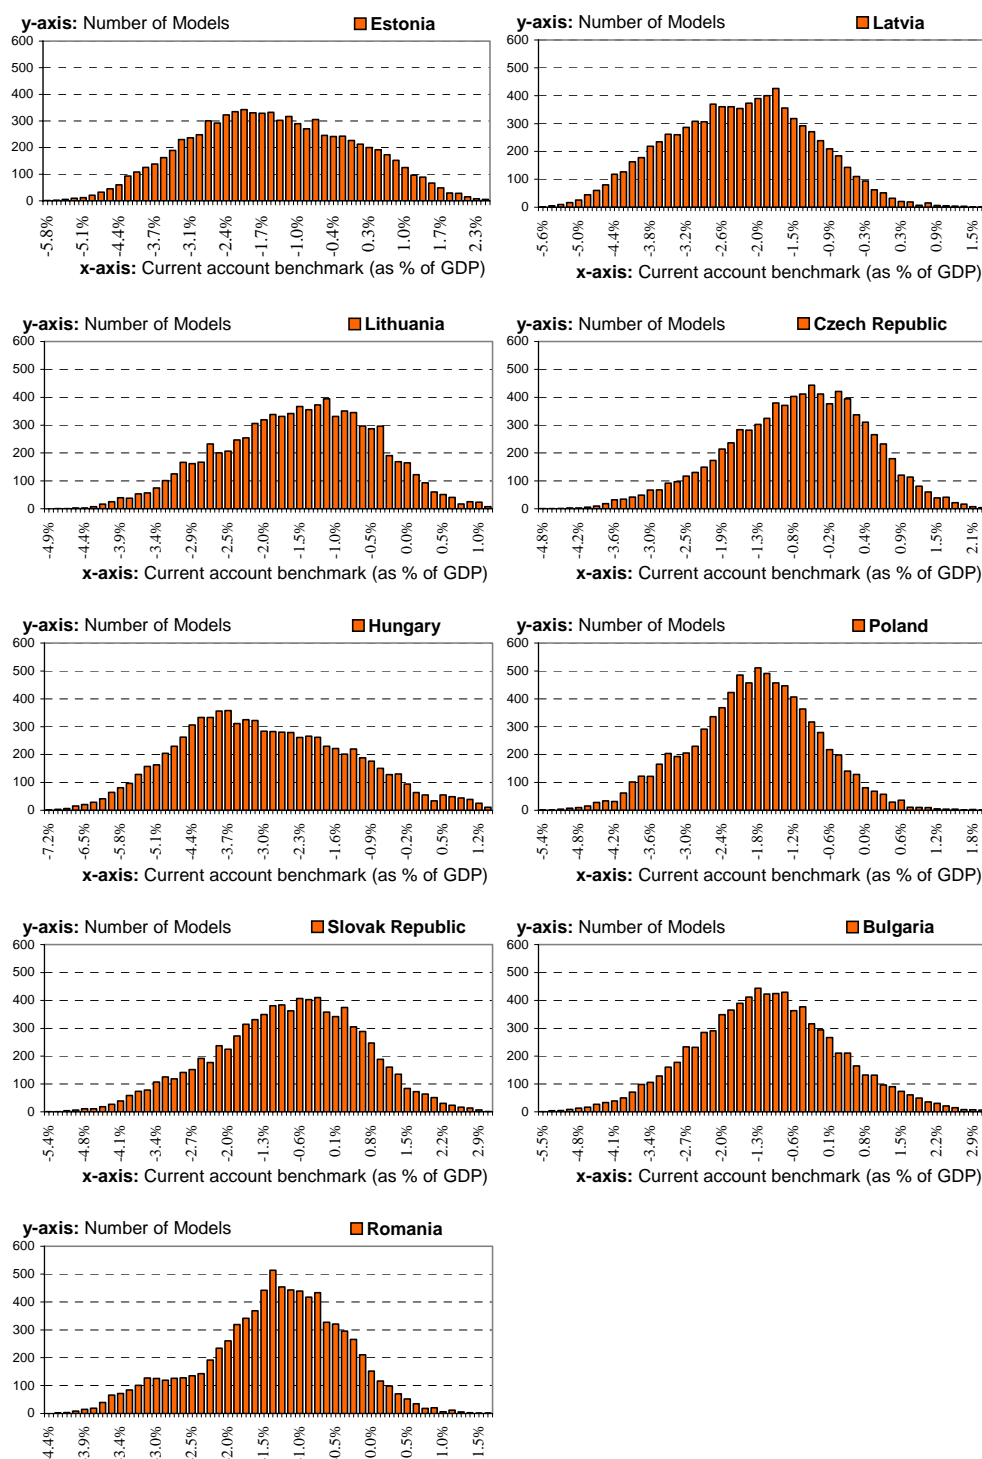 y-axis: Number of Models Estonia
600
500
400
300
200
100
0
-5.8% -5.1% -4.4% -3.7% -3.1% -2.4% -1.7% -1.0% -0.4% 0.3% 1.0% 1.7% 2.3%
x-axis: Current account benchmark (as % of GDP)
y-axis: Number of Models Latvia
600
500
400
300
200
100
0
-5.6% -5.0% -4.4% -3.8% -3.2% -2.6% -2.0% -1.5% -0.9% -0.3% 0.3% 0.9% 1.5%
x-axis: Current account benchmark (as % of GDP)
y-axis: Number of Models Lithuania
600
500
400
300
200
100
0
-4.9% -4.4% -3.9% -3.4% -2.9% -2.5% -2.0% -1.5% -1.0% -0.5% 0.0% 0.5% 1.0%
x-axis: Current account benchmark (as % of GDP)
y-axis: Number of Models Czech Republic
600
500
400
300
200
100
0
-4.8% -4.2% -3.6% -3.0% -2.5% -1.9% -1.3% -0.8% -0.2% 0.4% 0.9% 1.5% 2.1%
x-axis: Current account benchmark (as % of GDP)
y-axis: Number of Models Hungary
600
500
400
300
200
100
0
-7.2% -6.5% -5.8% -5.1% -4.4% -3.7% -3.0% -2.3% -1.6% -0.9% -0.2% 0.5% 1.2%
x-axis: Current account benchmark (as % of GDP)
y-axis: Number of Models Poland
600
500
400
300
200
100
0
-5.4% -4.8% -4.2% -3.6% -3.0% -2.4% -1.8% -1.2% -0.6% 0.0% 0.6% 1.2% 1.8%
x-axis: Current account benchmark (as % of GDP)
y-axis: Number of Models Slovak Republic
600
500
400
300
200
100
0
-5.4% -4.8% -4.1% -3.4% -2.7% -2.0% -1.3% -0.6% 0.1% 0.8% 1.5% 2.2% 2.9%
x-axis: Current account benchmark (as % of GDP)
y-axis: Number of Models Bulgaria
600
500
400
300
200
100
0
-5.5% -4.8% -4.1% -3.4% -2.7% -2.0% -1.3% -0.6% 0.1% 0.8% 1.5% 2.2% 2.9%
x-axis: Current account benchmark (as % of GDP)
y-axis: Number of Models Romania
600
500
400
300
200
100
0
-4.4% -3.9% -3.4% -3.0% -2.5% -2.0% -1.5% -1.0% 0.5% 0.0% 1.0% 1.5%